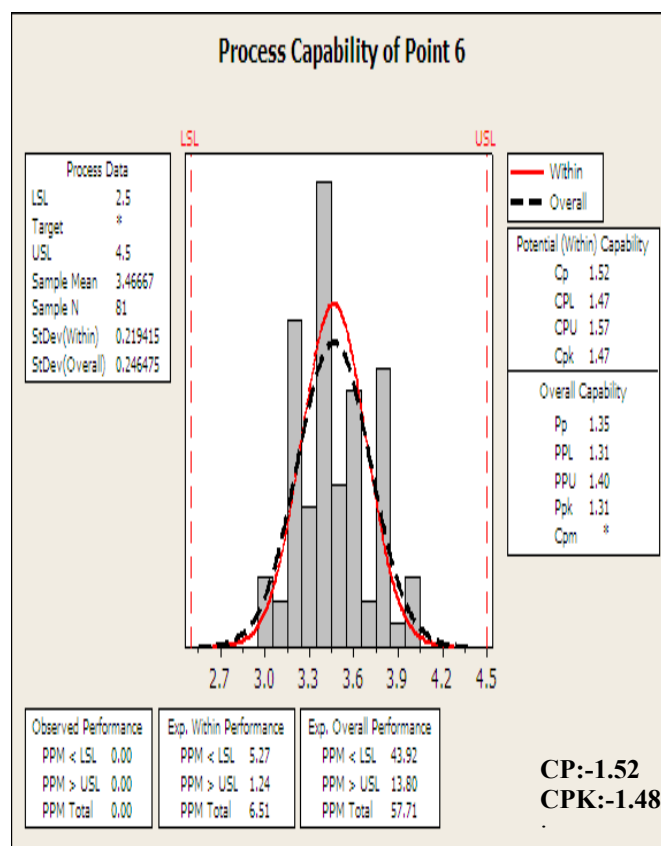 Process Capability of Point 6
LSL USL
Process Data
LSL 2.5
Target *
USL 4.5
Sample Mean 3.46667
Sample N 81
StDev(Within) 0.219415
StDev(Overall) 0.246475
Within
Overall
Potential (Within) Capability
Cp 1.52
CPL 1.47
CPU 1.57
Cpk 1.47
Overall Capability
Pp 1.35
PPL 1.31
PPU 1.40
Ppk 1.31
Cpm *
2.7 3.0 3.3 3.6 3.9 4.2 4.5
Observed Performance
PPM < LSL 0.00
PPM > USL 0.00
PPM Total 0.00
Exp. Within Performance
PPM < LSL 5.27
PPM > USL 1.24
PPM Total 6.51
Exp. Overall Performance
PPM < LSL 43.92
PPM > USL 13.80
PPM Total 57.71
CP:-1.52
CPK:-1.48
.